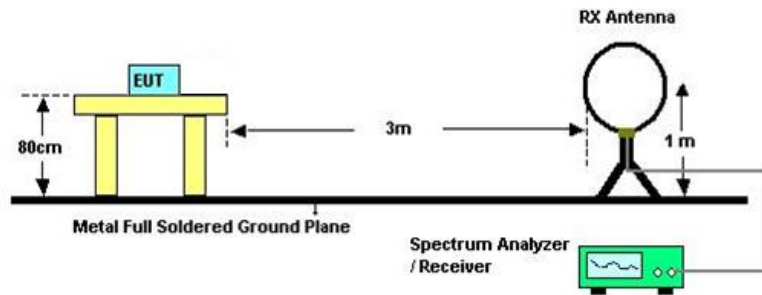 RX Antenna
EUT
3m
80cm
1 m
Metal Full Soldered Ground Plane
Spectrum Analyzer
/ Receiver